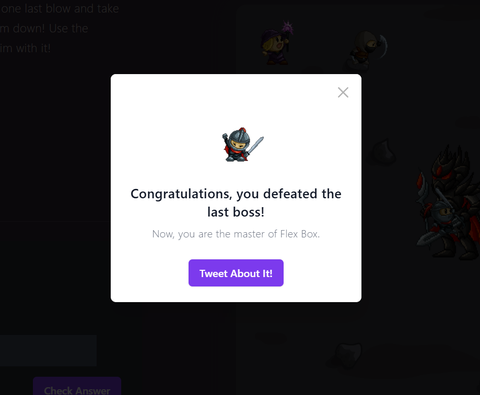 one last blow and take
m down! Use the
im with it!
Congratulations, you defeated the
last boss!
Now, you are the master of Flex Box.
Tweet About It!
Check Answer